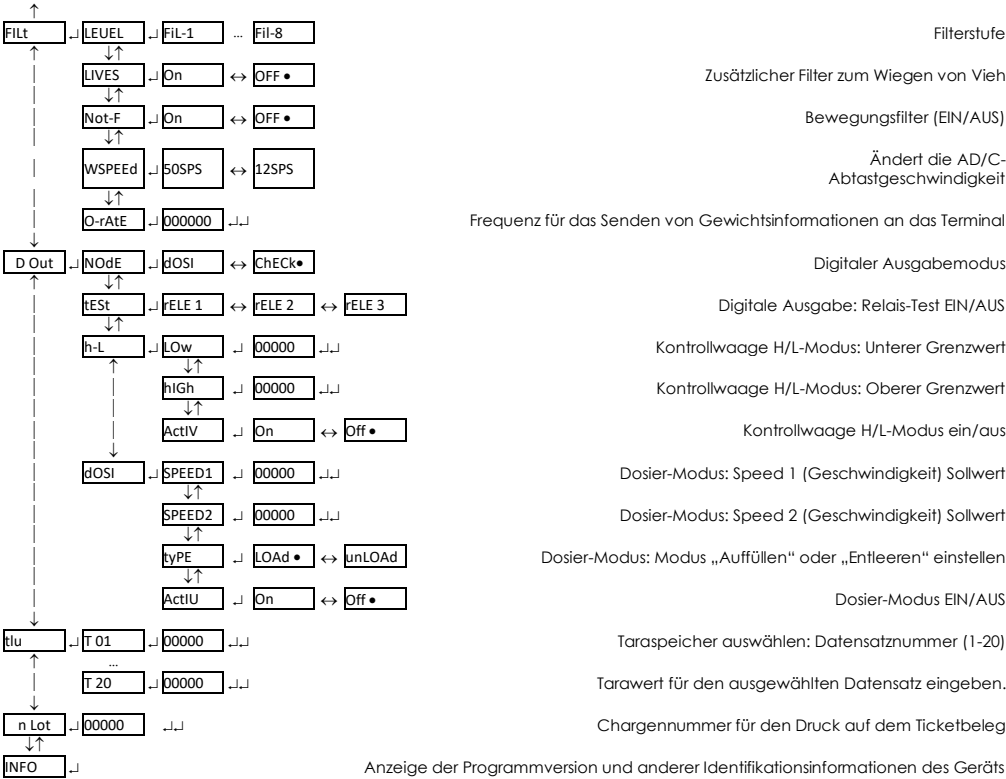 ↑
FILt ↵ LEUEL ↵ FiL-1 ... Fil-8 Filterstufe
↓↑
LIVES ↵ On ↔ OFF • Zusätzlicher Filter zum Wiegen von Vieh
↓↑
Not-F ↵ On ↔ OFF • Bewegungsfilter (EIN/AUS)
↓↑
WSPEEd ↵ 50SPS ↔ 12SPS Ändert die AD/C-
Abtastgeschwindigkeit
↓↑
O-rAtE ↵ 000000 ↵↵ Frequenz für das Senden von Gewichtsinformationen an das Terminal
↓
D Out ↵ NOdE ↵ dOSI ↔ ChECk• Digitaler Ausgabemodus
↑ ↓↑
tESt ↵ rELE 1 ↔ rELE 2 ↔ rELE 3 Digitale Ausgabe: Relais-Test EIN/AUS
↓↑
h-L ↵ LOw ↵ 00000 ↵↵ Kontrollwaage H/L-Modus: Unterer Grenzwert
↑ ↓↑
hIGh ↵ 00000 ↵↵ Kontrollwaage H/L-Modus: Oberer Grenzwert
↓↑
ActIV ↵ On ↔ Off • Kontrollwaage H/L-Modus ein/aus
↓
dOSI ↵ SPEED1 ↵ 00000 ↵↵ Dosier-Modus: Speed 1 (Geschwindigkeit) Sollwert
↓↑
SPEED2 ↵ 00000 ↵↵ Dosier-Modus: Speed 2 (Geschwindigkeit) Sollwert
↓↑
tyPE ↵ LOAd • ↔ unLOAd Dosier-Modus: Modus „Auffüllen" oder „Entleeren" einstellen
↓↑
ActIU ↵ On ↔ Off • Dosier-Modus EIN/AUS
↓
tlu ↵ T 01 ↵ 00000 ↵↵ Taraspeicher auswählen: Datensatznummer (1-20)
↑ ...
T 20 ↵ 00000 ↵↵ Tarawert für den ausgewählten Datensatz eingeben.
↓
n Lot ↵ 00000 ↵↵ Chargennummer für den Druck auf dem Ticketbeleg
↓↑
INFO ↵ Anzeige der Programmversion und anderer Identifikationsinformationen des Geräts